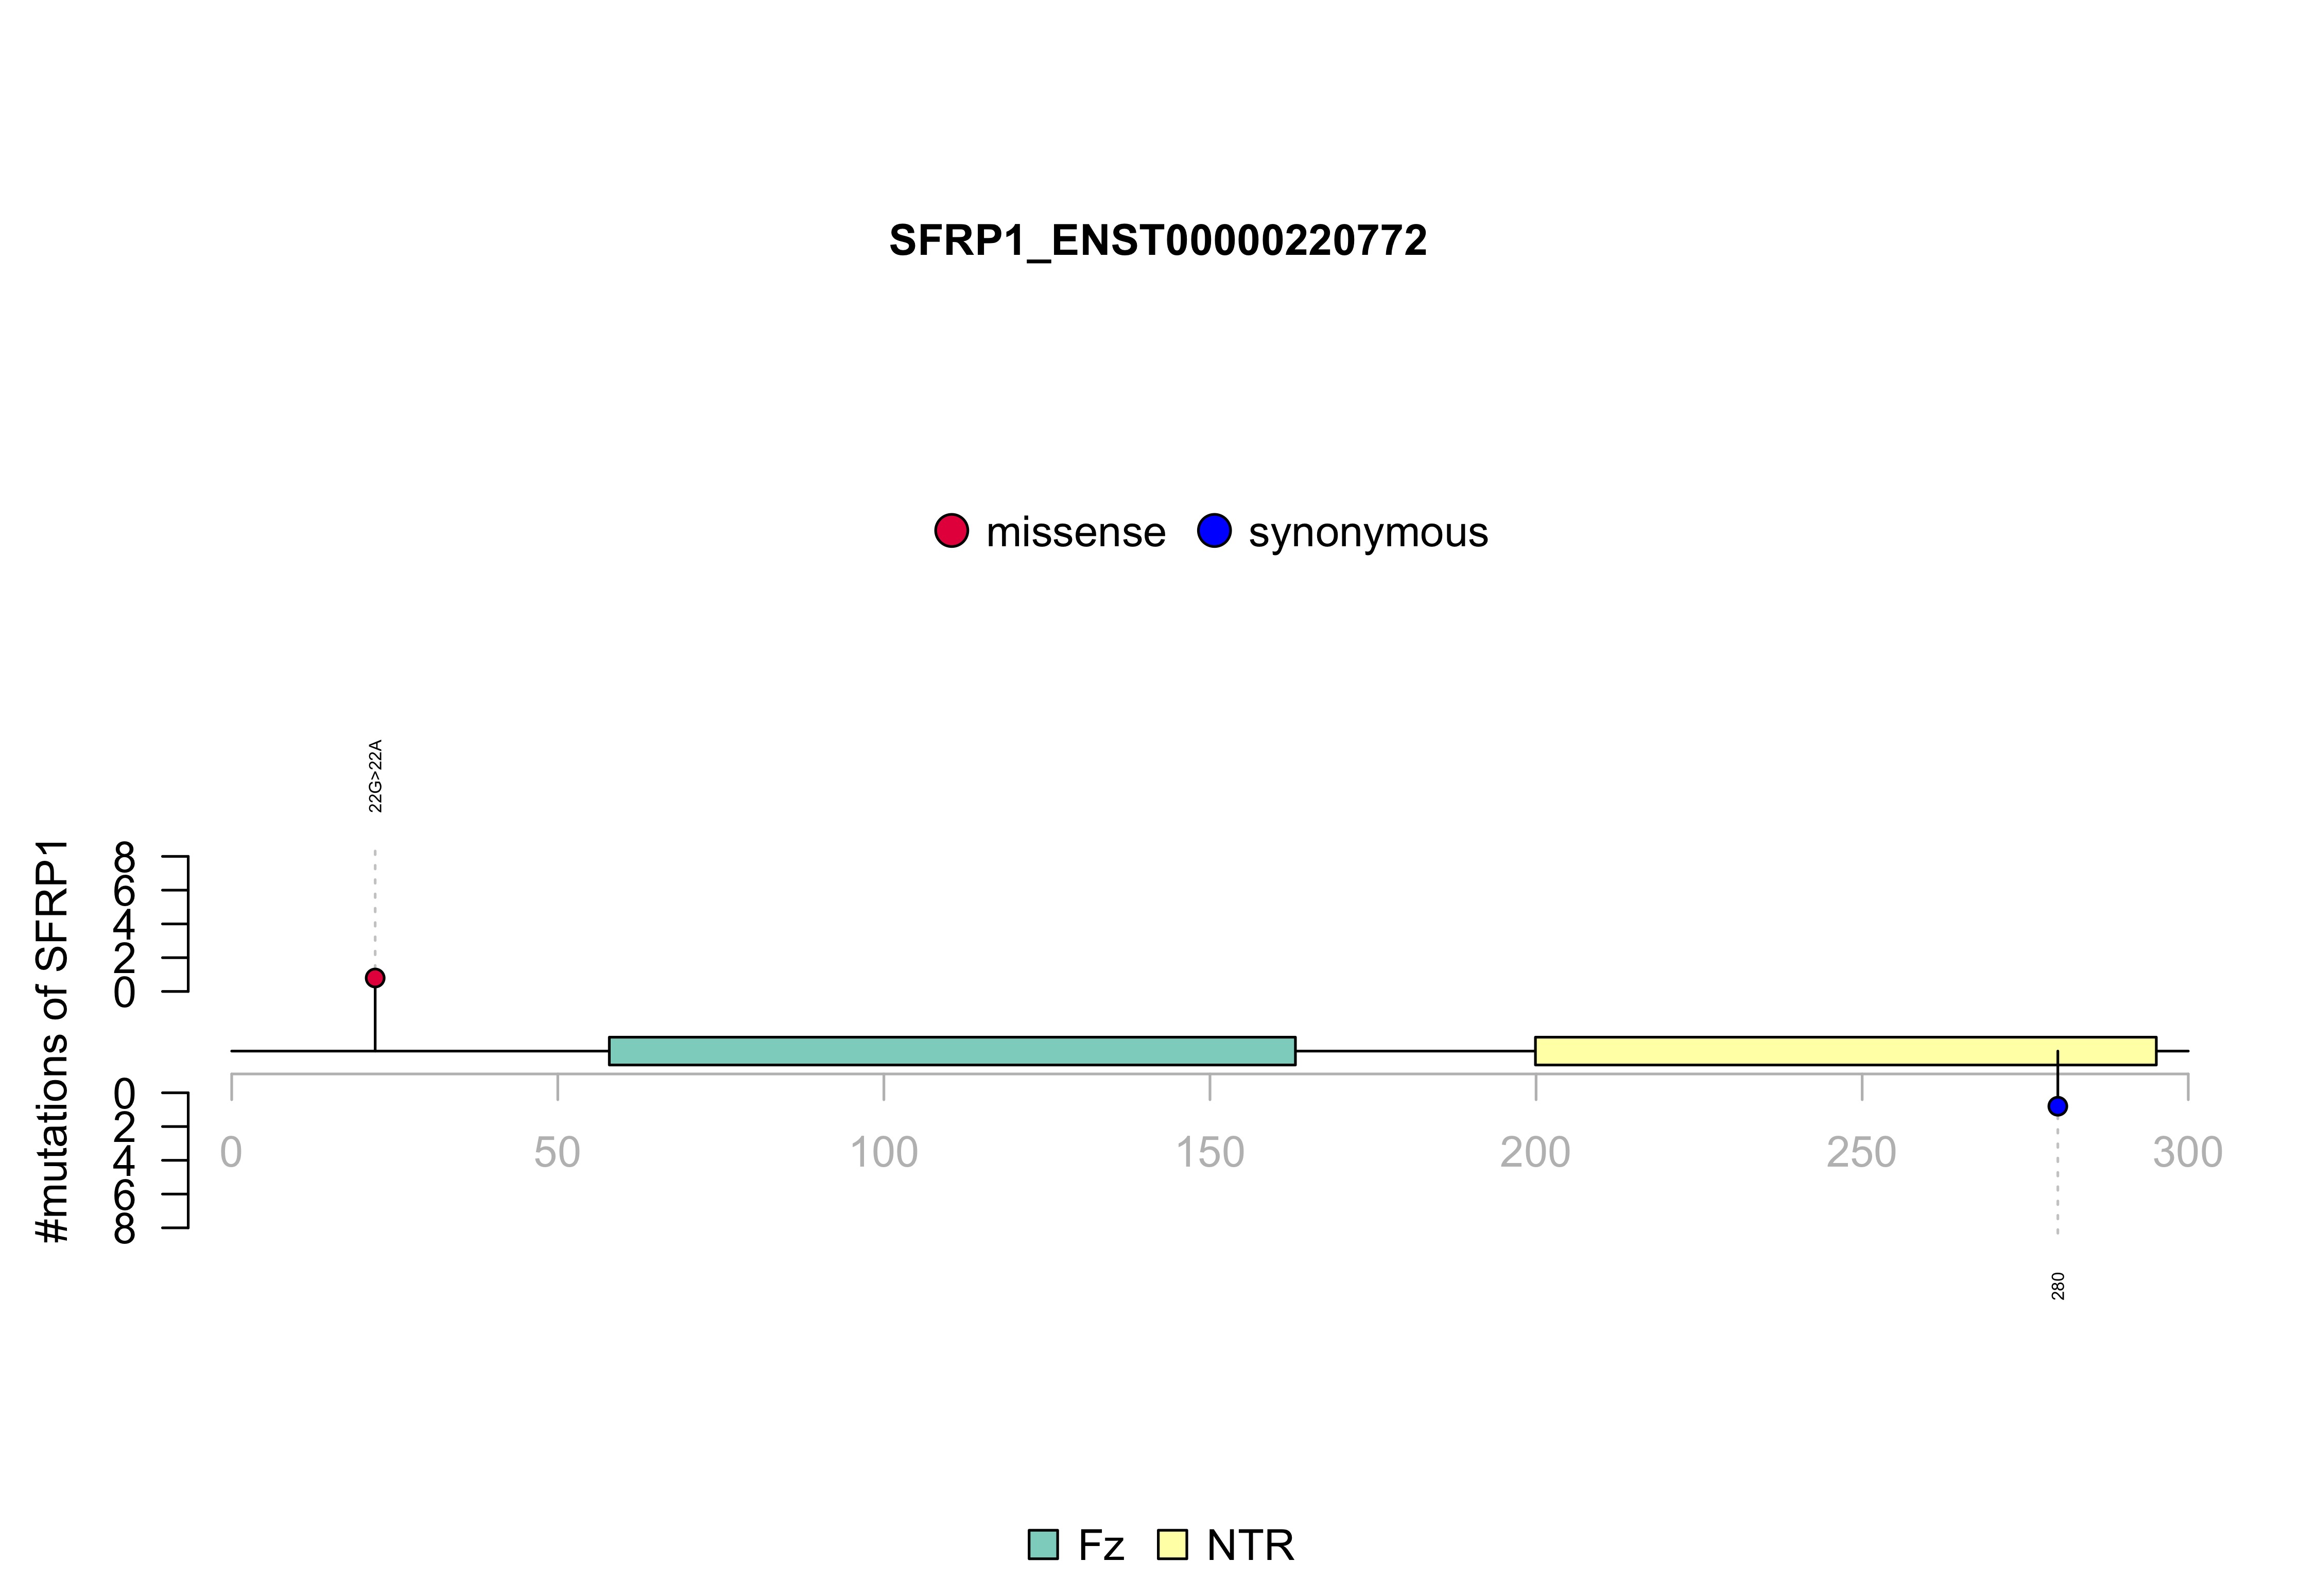 SFRP1_ENST00000220772
missense synonymous
22G>22A
#mutations of SFRP1
8
6
4
2
0
0
2
4
6
8
0 50 100 150 200 250 300
280
Fz NTR